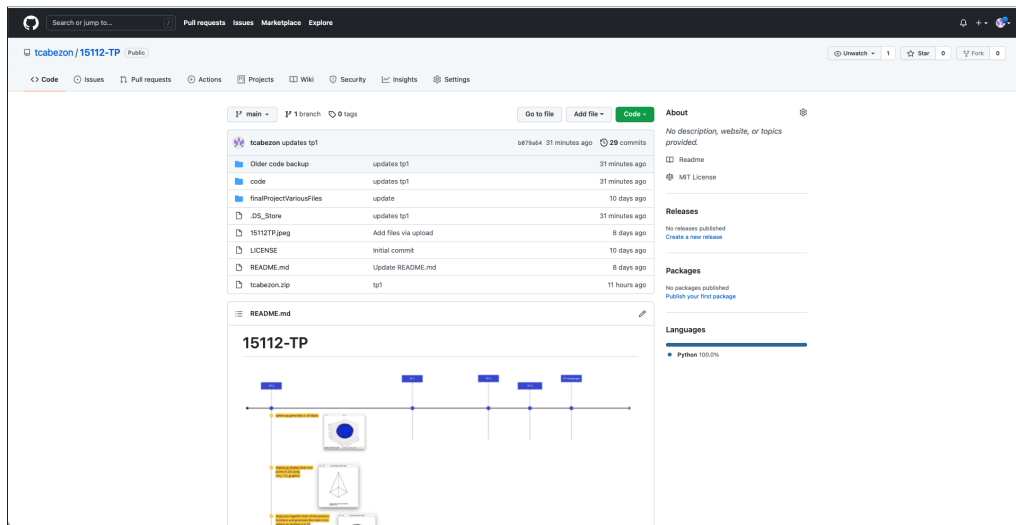 Search or jump to... /
Pull requests Issues Marketplace Explore
tcabezon / 15112-TP Public
Unwatch 1 Star 0 Fork 0
Code Issues Pull requests Actions Projects Wiki Security Insights Settings
main 1 branch 0 tags Go to file Add file Code
tcabezon updates tp1 31 minutes ago 29 commits
Older code backup updates tp1 31 minutes ago
code updates tp1 31 minutes ago
finalProjectVariousFiles update 10 days ago
.DS_Store updates tp1 31 minutes ago
15112TP.jpeg Add files via upload 8 days ago
LICENSE Initial commit 10 days ago
README.md Update README.md 8 days ago
tcabezon.zip tp1 11 hours ago
README.md
15112-TP
About
No description, website, or topics
provided.
Readme
MIT License
Releases
No releases published
Create a new release
Packages
No packages published
Publish your first package
Languages
Python 100.0%